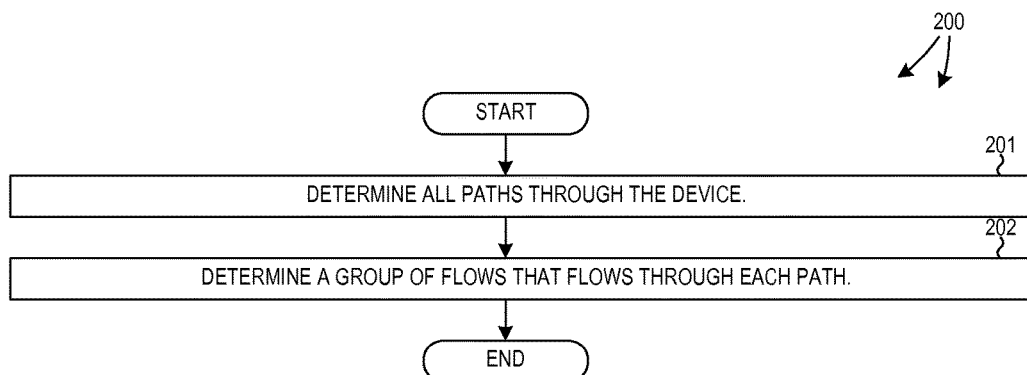 200
START
201
DETERMINE ALL PATHS THROUGH THE DEVICE.
202
DETERMINE A GROUP OF FLOWS THAT FLOWS THROUGH EACH PATH.
END